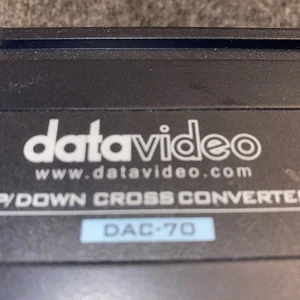 datavideo
www.datavideo.com
P/DOWN CROSS CONVERTE
DAC-70